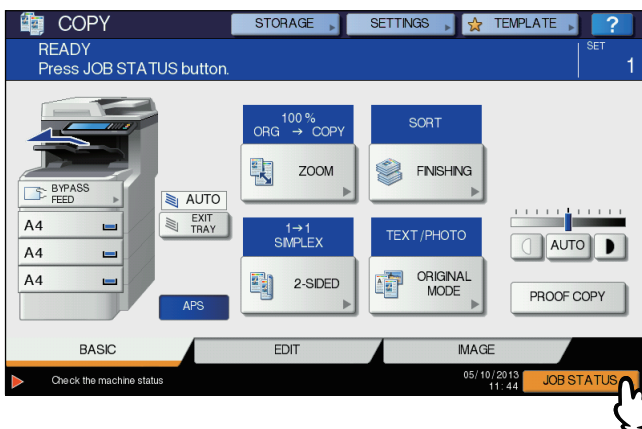 COPY
STORAGE
SETTINGS
TEMPLATE
?
READY
Press JOB STATUS button.
SET
1
100 %
ORG → COPY
ZOOM
SORT
FINISHING
BYPASS
FEED
AUTO
EXIT
TRAY
A4
A4
A4
APS
1→1
SIMPLEX
2-SIDED
TEXT/PHOTO
ORIGINAL
MODE
AUTO
PROOF COPY
BASIC
EDIT
IMAGE
Check the machine status
05/10/2013
11:44
JOB STATUS